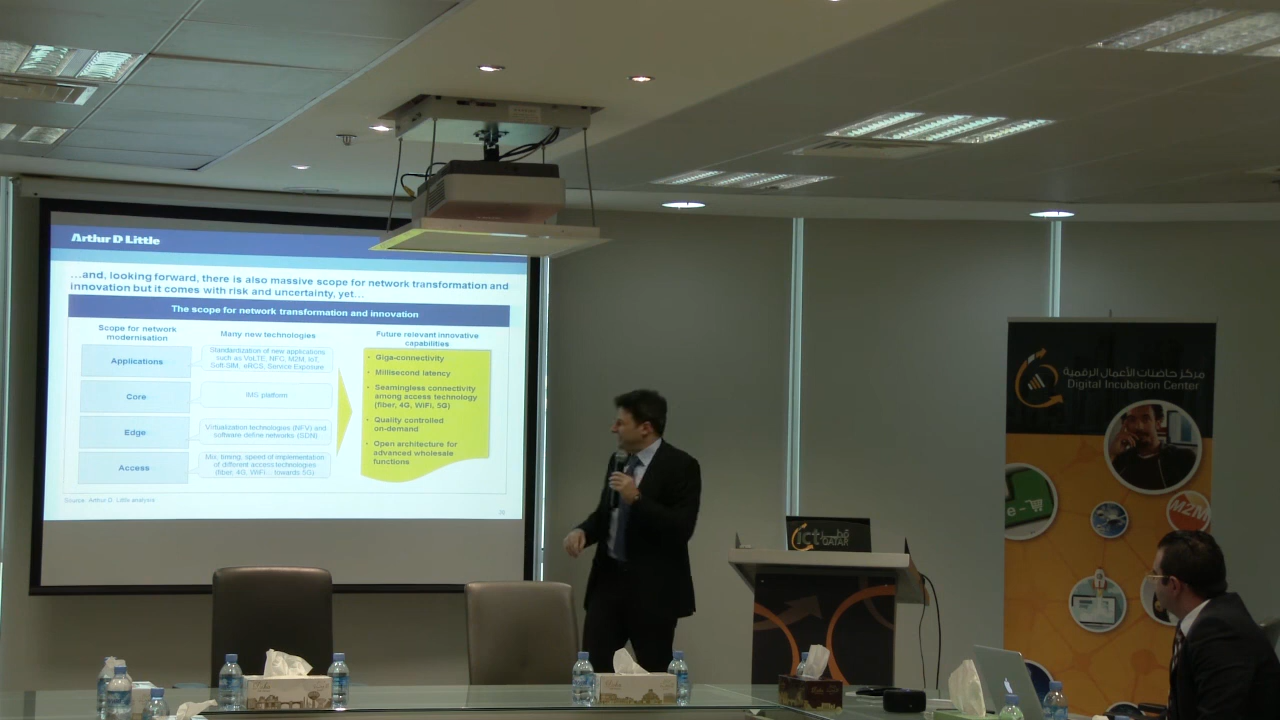 Arthur D Little
...and, looking forward, there is also massive scope for network transformation and
innovation but it comes with risk and uncertainty, yet...
The scope for network transformation and innovation
Scope for network
modernisation
Many new technologies
Future relevant innovative
capabilities
Applications
Standardization of new applications,
such as VoLTE, NFC, M2M, IoT,
Soft-SIM, eRCS, Service Exposure
Core
IMS platform
Edge
Virtualization technologies (NFV) and
software define networks (SDN)
Access
Mix, timing, speed of implementation
of different access technologies
(fiber, 4G, WiFi... towards 5G)
• Giga-connectivity
• Millisecond latency
• Seamingless connectivity
among access technology
(fiber, 4G, WiFi, 5G)
• Quality controlled
on-demand
• Open architecture for
advanced wholesale
functions
Source: Arthur D. Little analysis
مركز حاضنات الأعمال الرقمية
Digital Incubation Center
e-
M2M
ict
QATAR